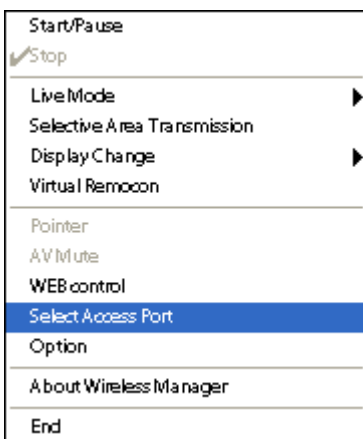 Start/Pause
Stop
Live Mode
Selective Area Transmission
Display Change
Virtual Remocon
Pointer
AV Mute
WEB control
Select Access Port
Option
About Wireless Manager
End